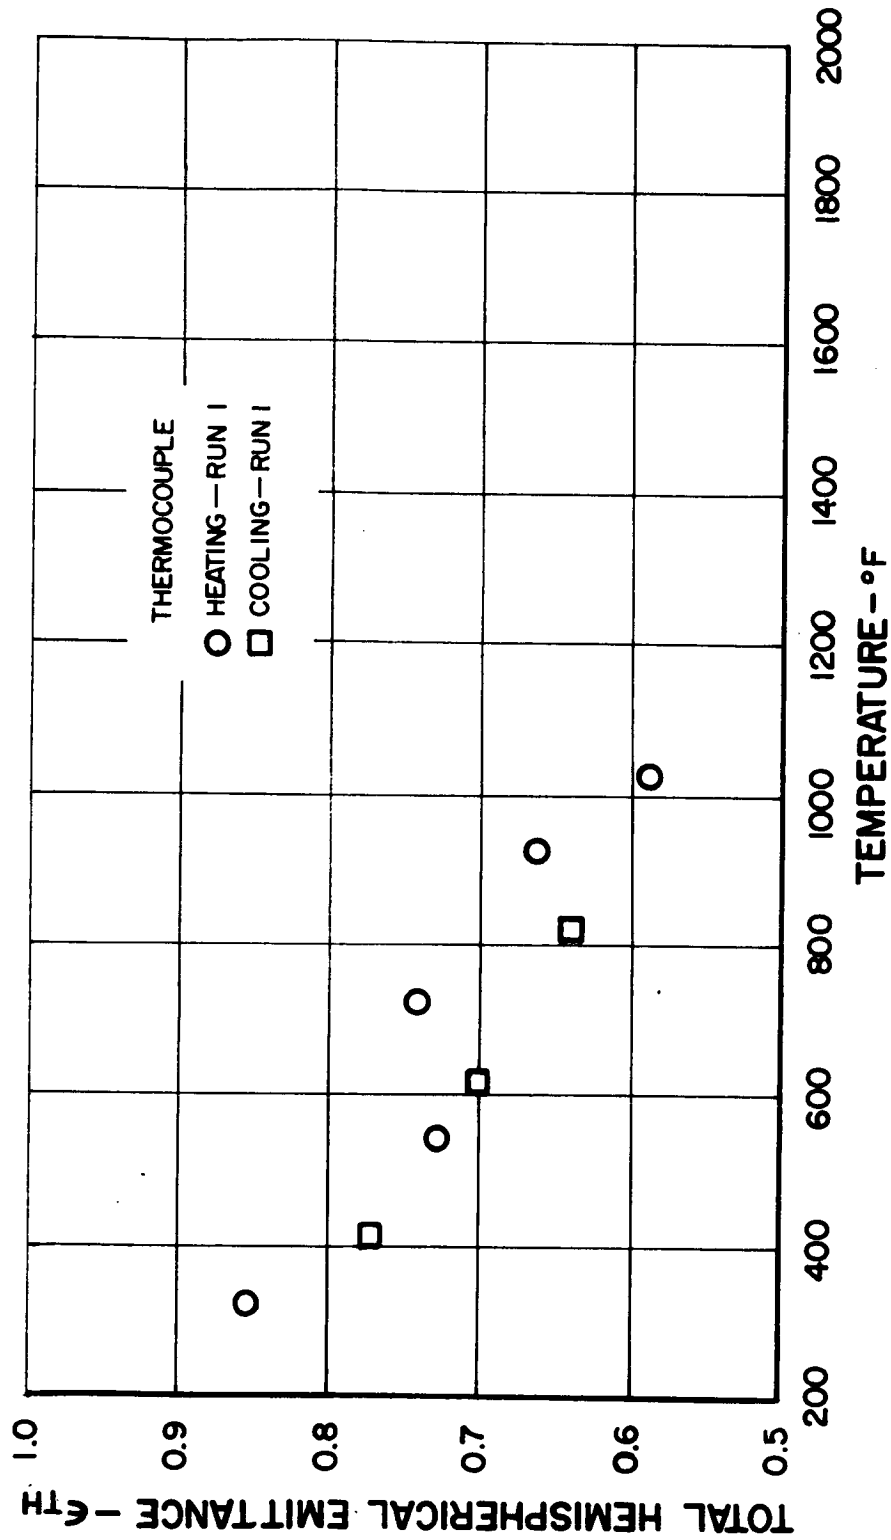 TOTAL HEMISPHERICAL EMITTANCE – ϵTH
1.0
0.9
0.8
0.7
0.6
0.5
THERMOCOUPLE
HEATING – RUN 1
COOLING – RUN 1
200 400 600 800 1000 1200 1400 1600 1800 2000
TEMPERATURE – °F